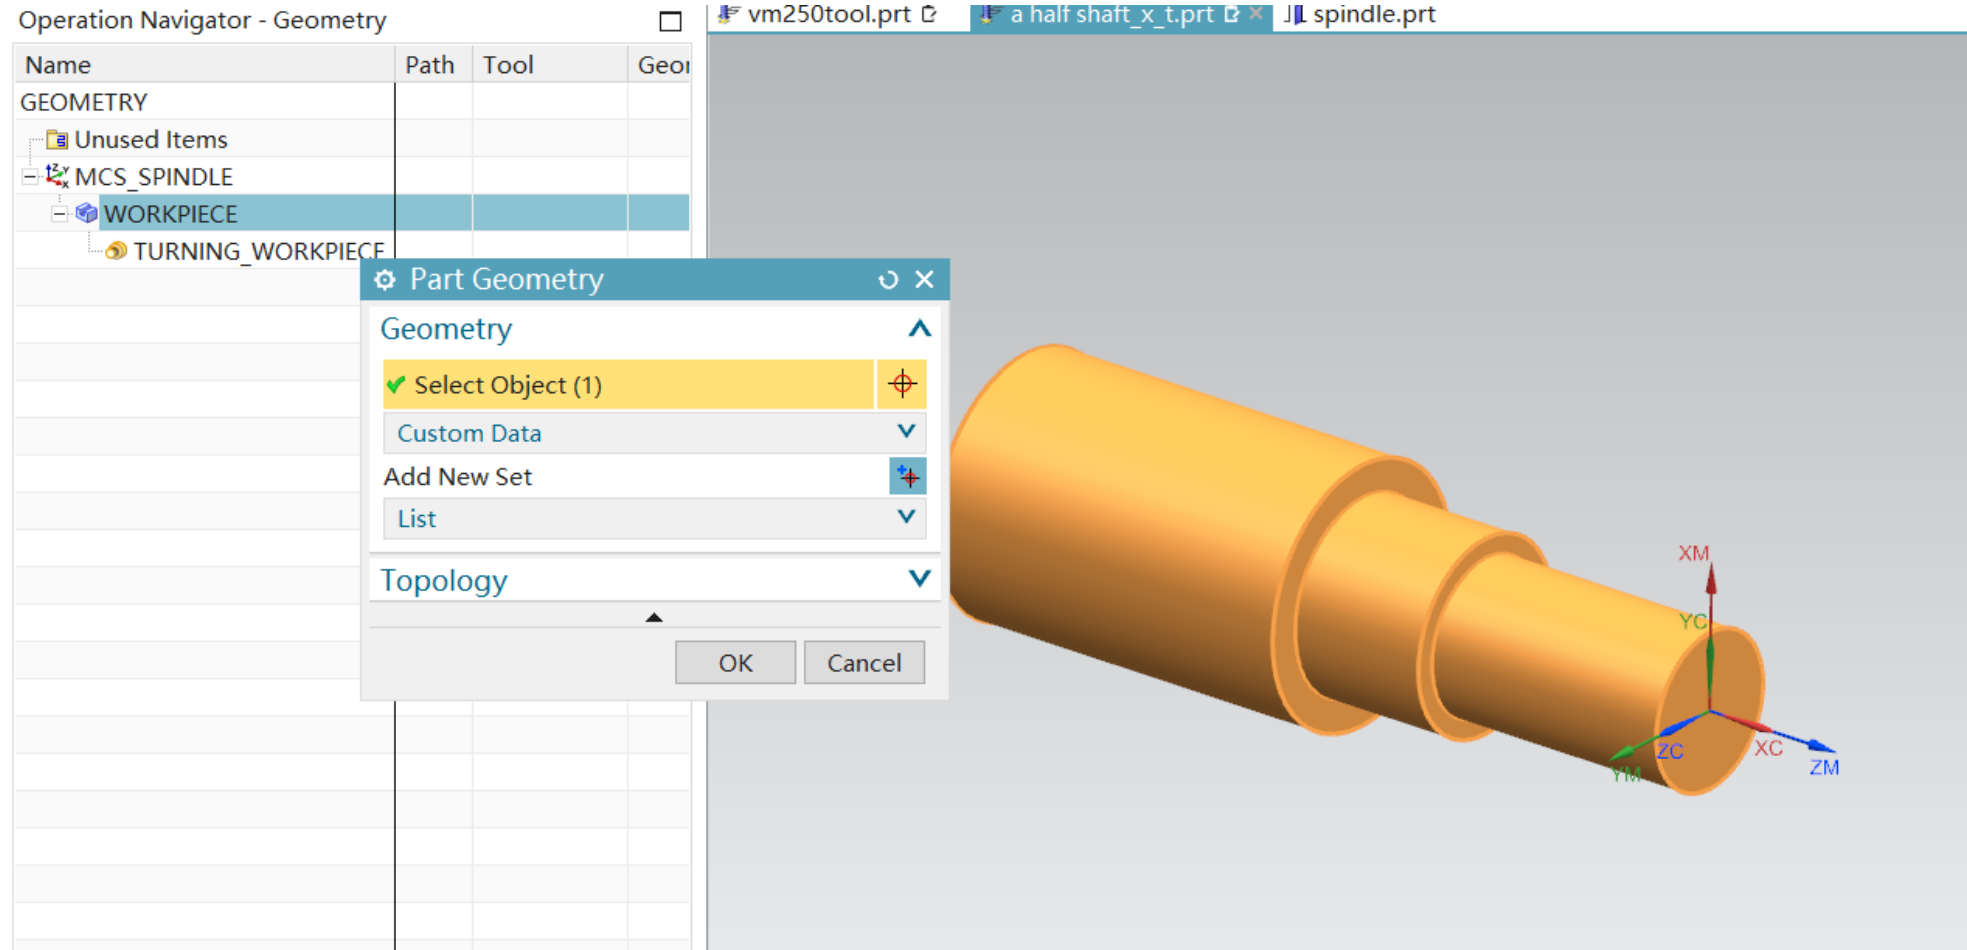 Operation Navigator - Geometry
vm250tool.prt
a half shaft_x_t.prt
spindle.prt
Name Path Tool Geor
GEOMETRY
Unused Items
MCS_SPINDLE
WORKPIECE
TURNING_WORKPIECE
Part Geometry
Geometry
Select Object (1)
Custom Data
Add New Set
List
Topology
OK Cancel
XM
YC
ZC
XC
YM
ZM